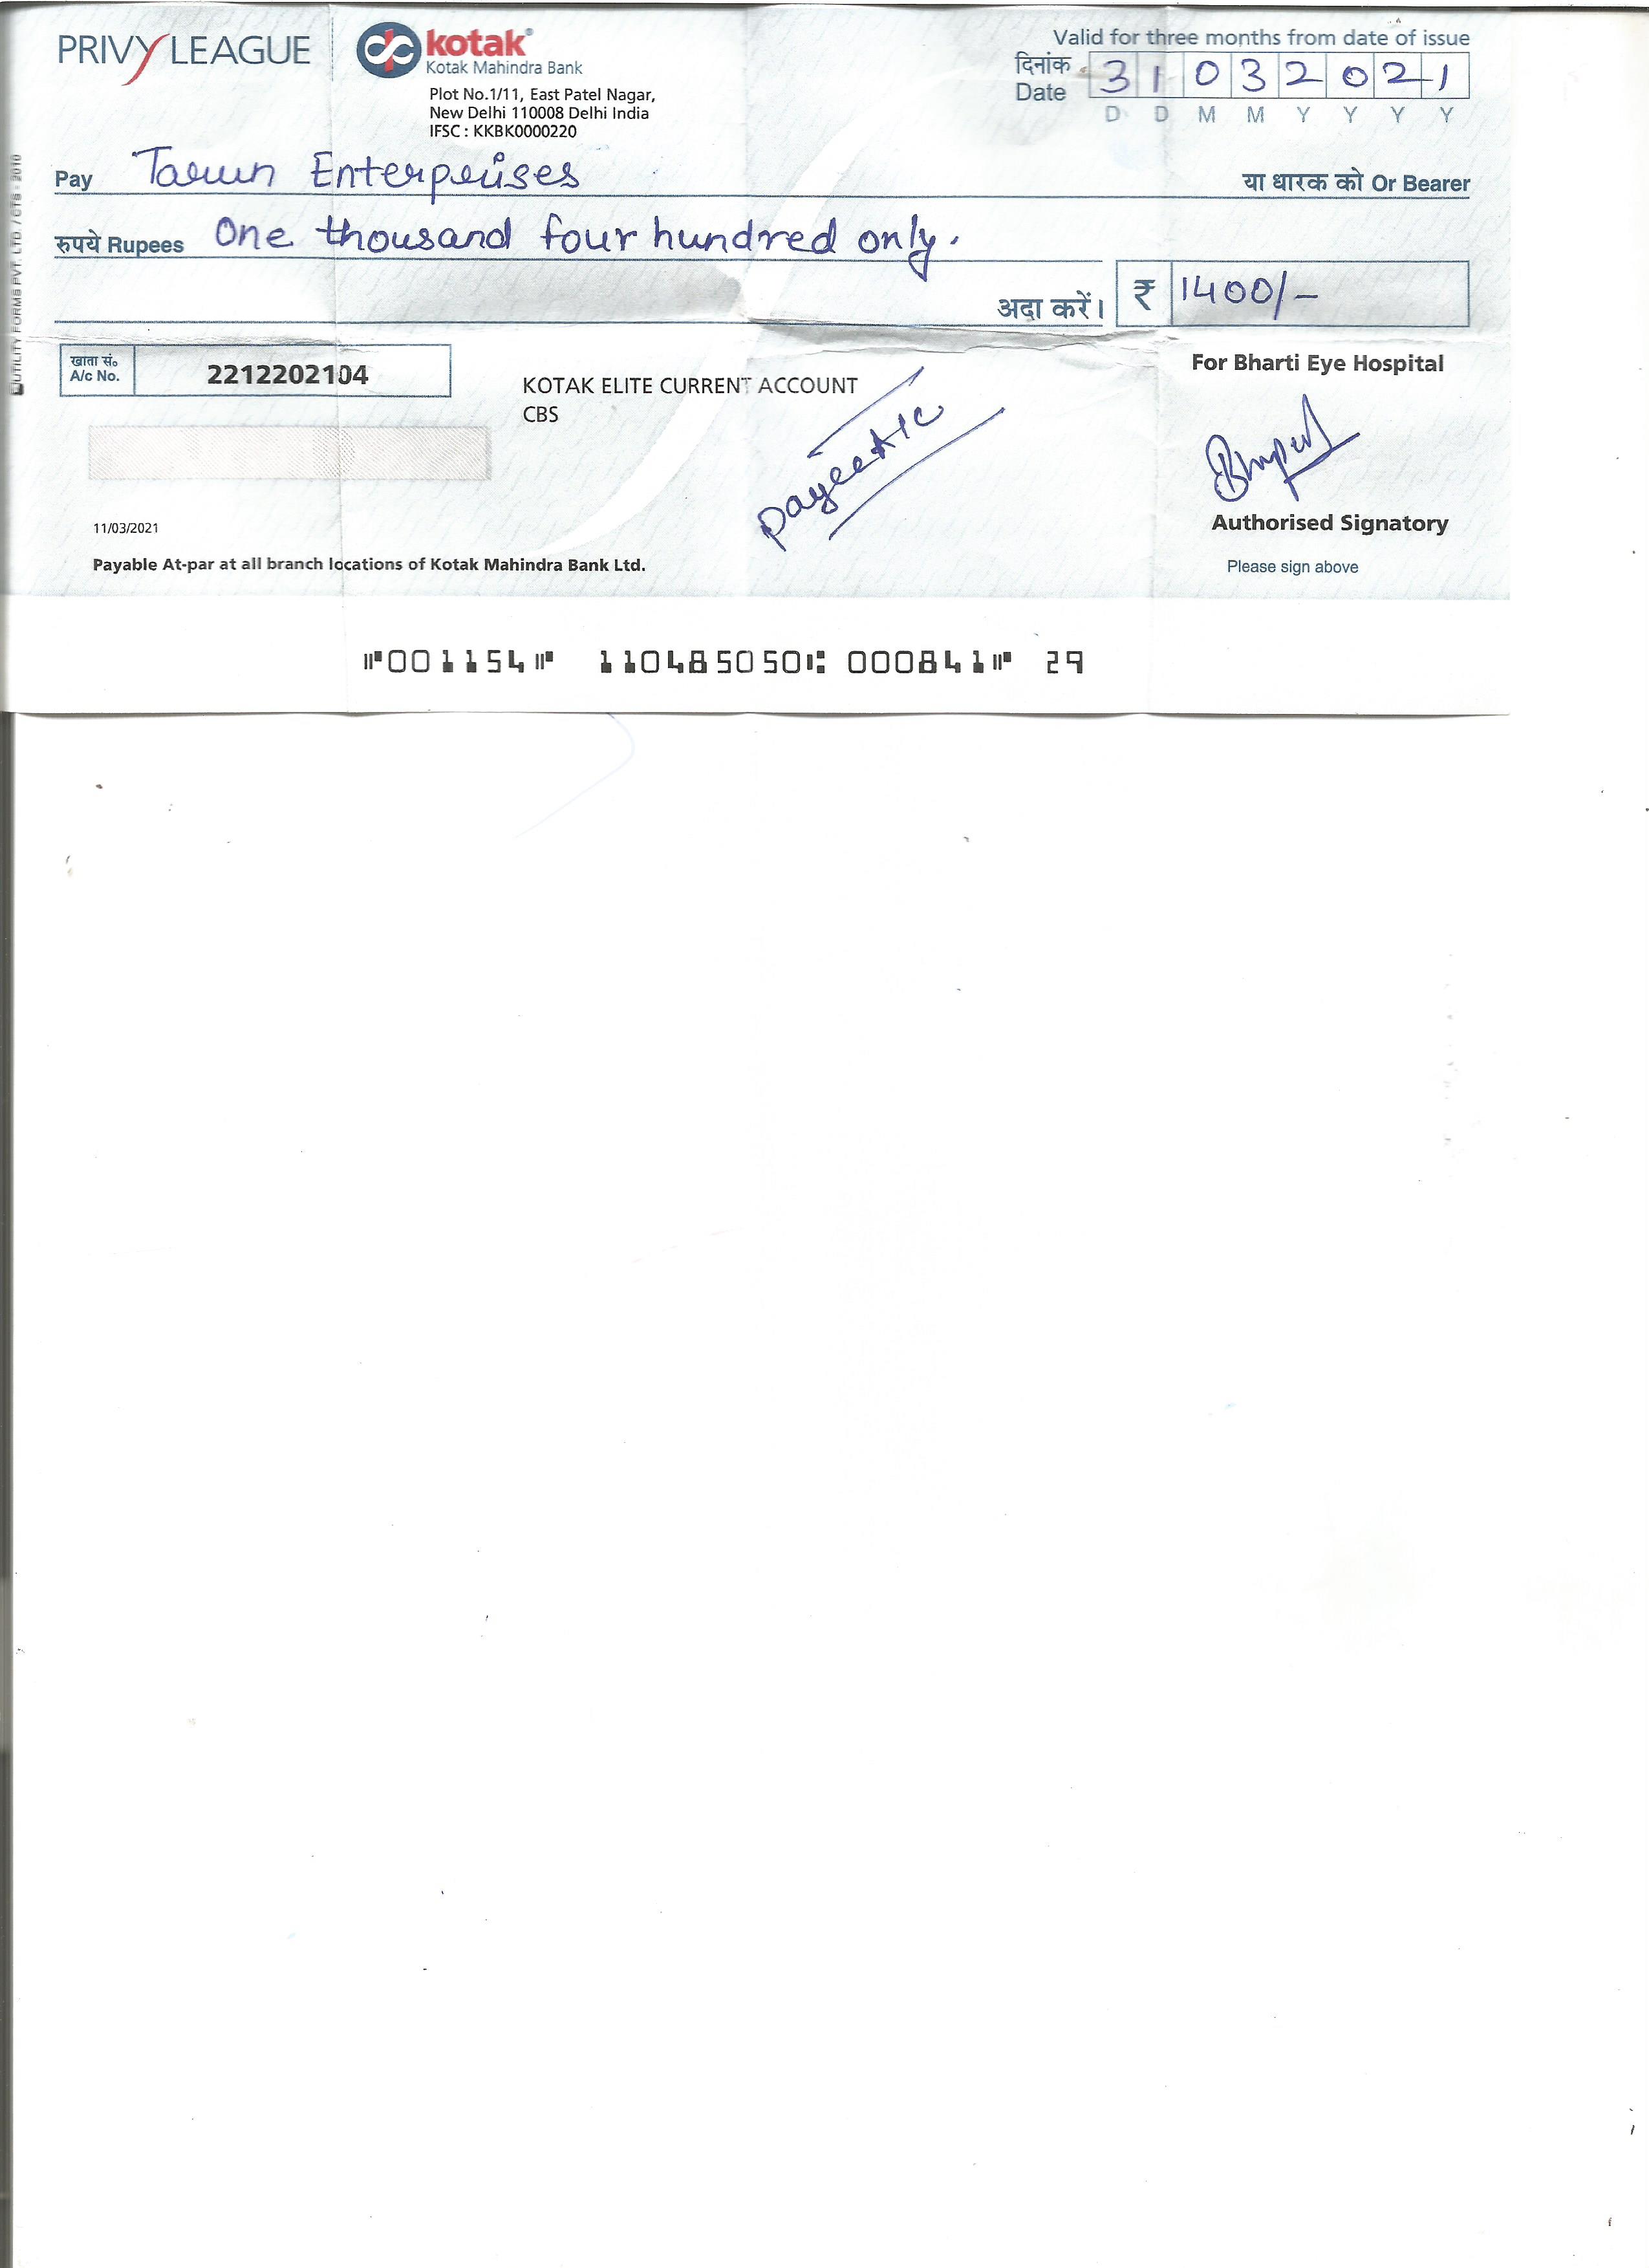 PRIVY LEAGUE
kotak
Kotak Mahindra Bank
Plot No.1/11, East Patel Nagar,
New Delhi 110008 Delhi India
IFSC : KKBK0000220
Valid for three months from date of issue
दिनांक
Date
3 1 0 3 2 0 2 1
D D M M Y Y Y Y
Pay Tarun Enterprises या धारक को Or Bearer
रुपये Rupees One thousand four hundred only.
अदा करें। ₹ 1400/-
खाता सं.
A/c No. 2212202104
KOTAK ELITE CURRENT ACCOUNT
CBS
payee A/c
For Bharti Eye Hospital
Authorised Signatory
Please sign above
11/03/2021
Payable At-par at all branch locations of Kotak Mahindra Bank Ltd.
UTILITY FORMS PVT. LTD. / CTS - 2010
⑈001154⑈ 110485050⑆ 000841⑈ 29